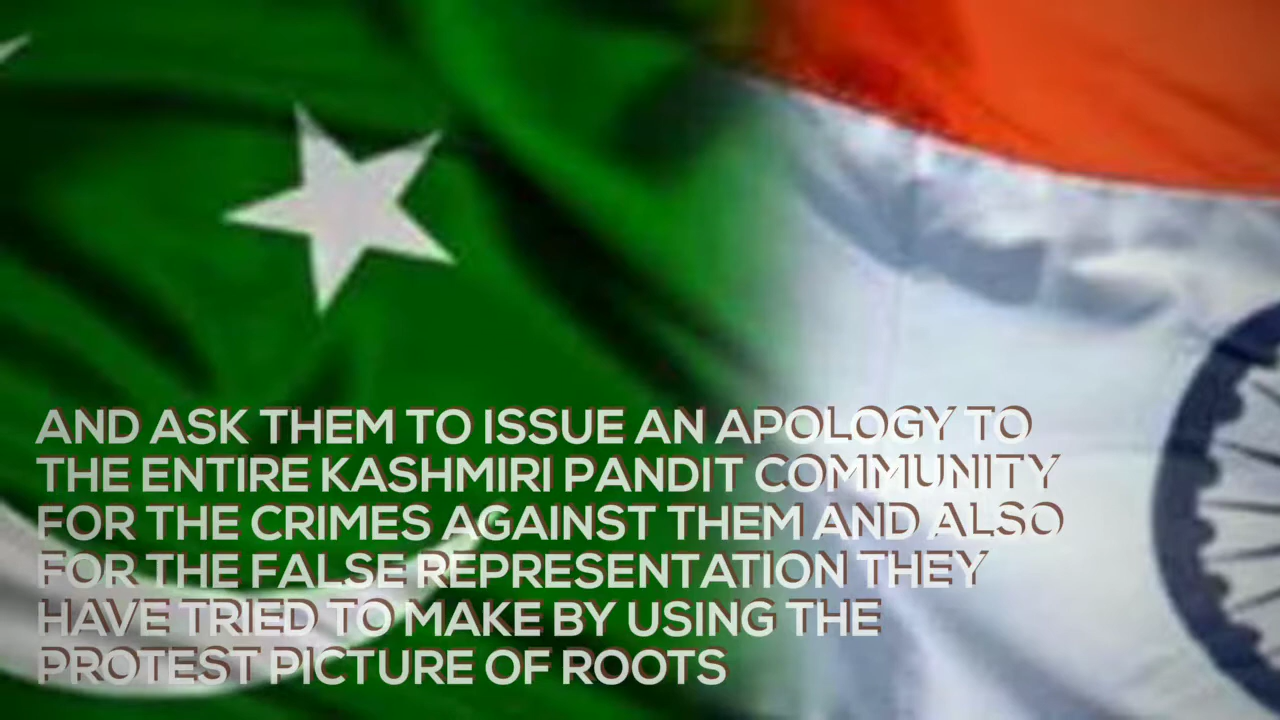 AND ASK THEM TO ISSUE AN APOLOGY TO
THE ENTIRE KASHMIRI PANDIT COMMUNITY
FOR THE CRIMES AGAINST THEM AND ALSO
FOR THE FALSE REPRESENTATION THEY
HAVE TRIED TO MAKE BY USING THE
PROTEST PICTURE OF ROOTS